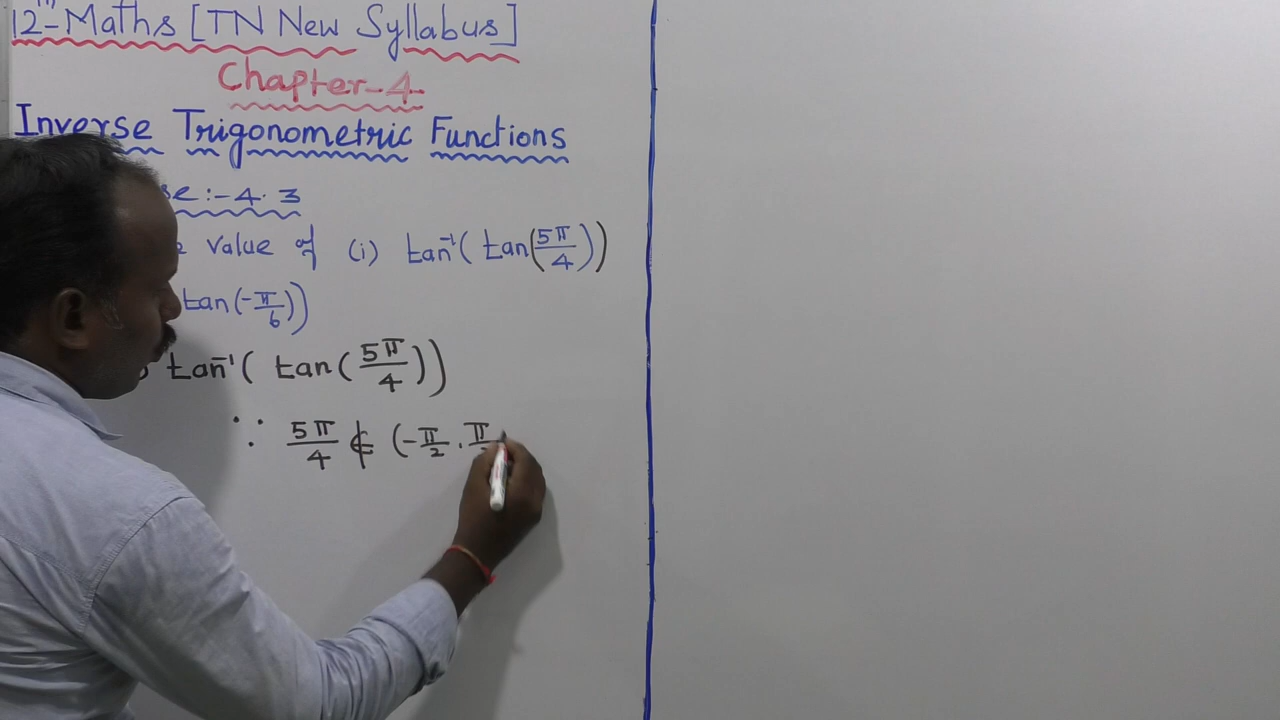 12th Maths [TN New Syllabus]
Chapter-4
Inverse Trigonometric Functions
se:- 4.3
value of (i) tan⁻¹( tan(5π/4))
tan(-π/6))
tan⁻¹( tan(5π/4))
∵ 5π/4 ∉ (-π/2, π